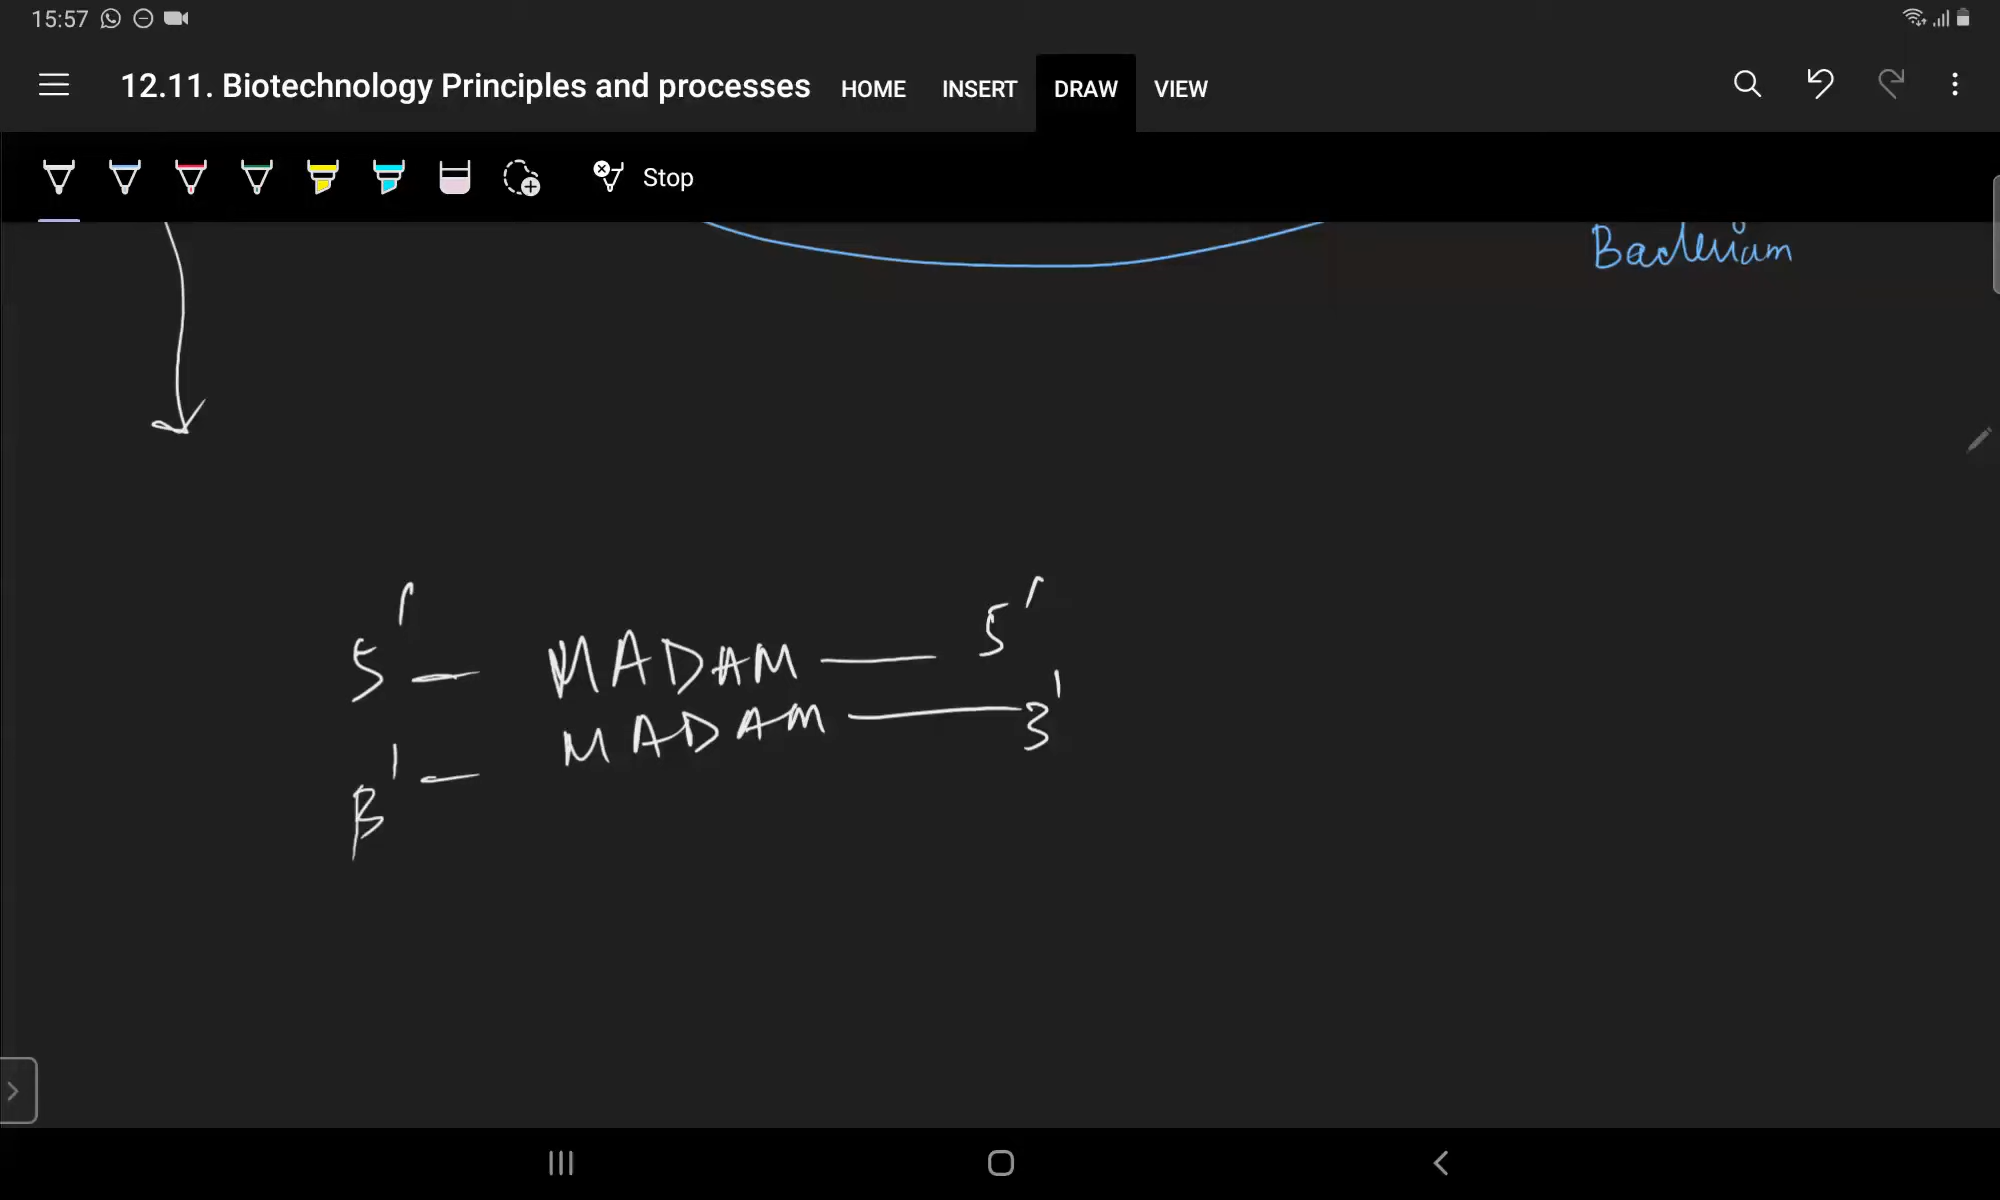 15:57
12.11. Biotechnology Principles and processes HOME INSERT DRAW VIEW
Stop
Bacterium
5' — MADAM — 5'
3' — MADAM — 3'